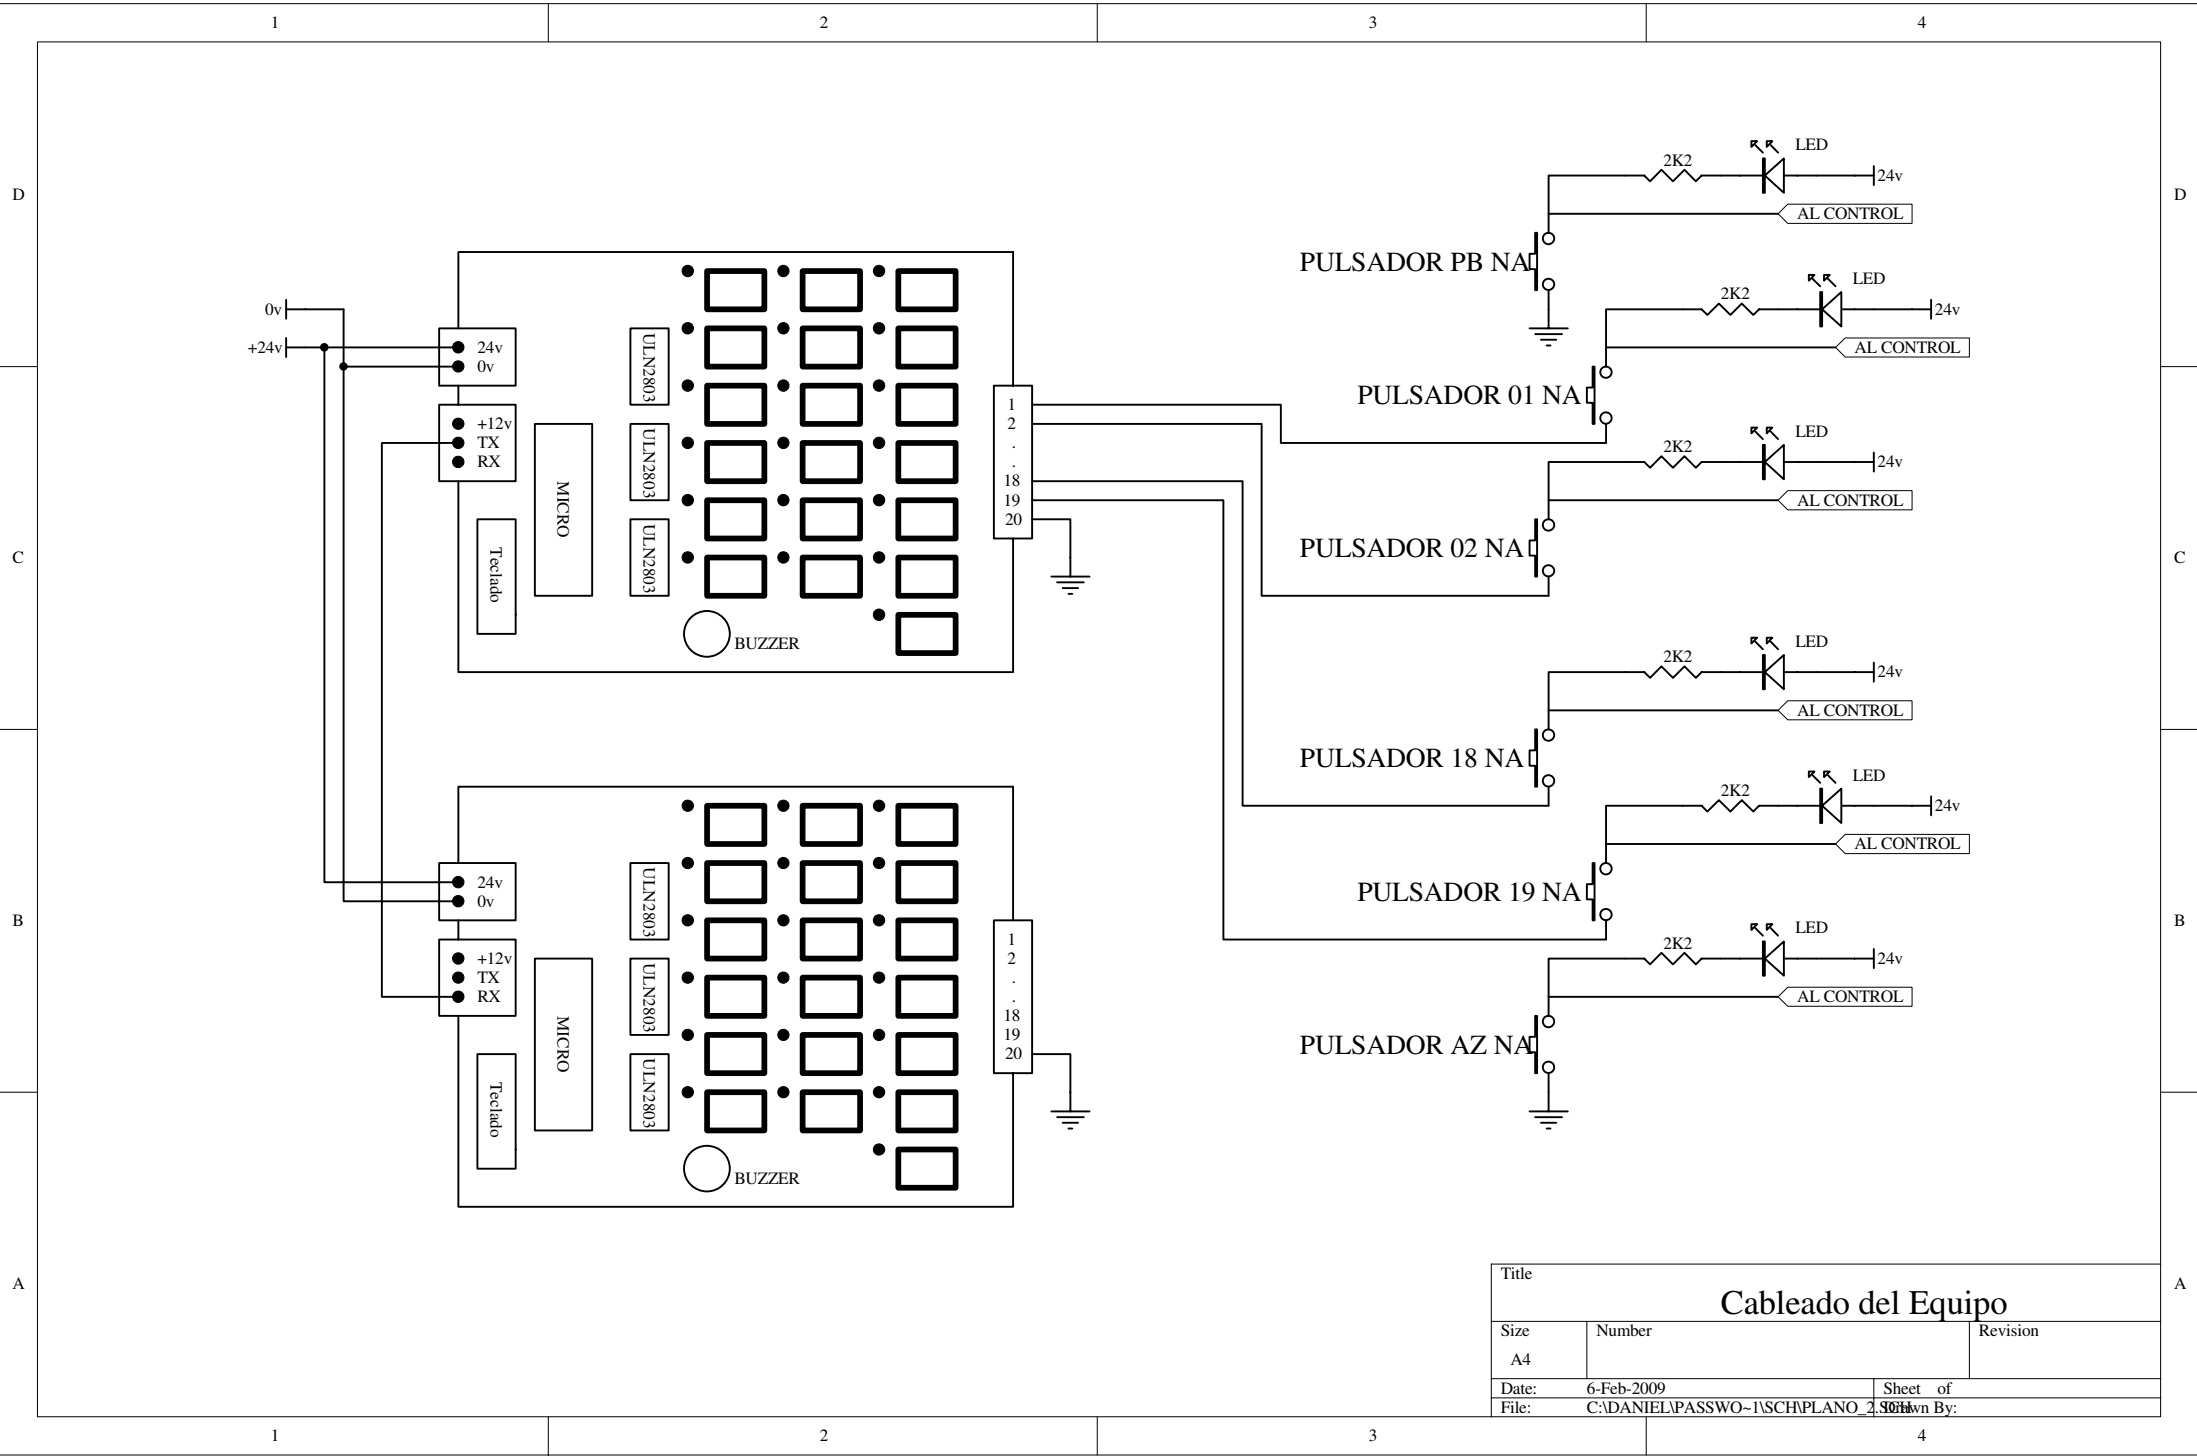 1 2 3 4
D D
LED
2K2
24v
AL CONTROL
PULSADOR PB NA
LED
2K2
24v
AL CONTROL
PULSADOR 01 NA
LED
2K2
24v
AL CONTROL
PULSADOR 02 NA
LED
2K2
24v
AL CONTROL
PULSADOR 18 NA
LED
2K2
24v
AL CONTROL
PULSADOR 19 NA
LED
2K2
24v
AL CONTROL
PULSADOR AZ NA
0v
+24v
24v
0v
+12v
TX
RX
MICRO
Teclado
ULN2803
ULN2803
ULN2803
BUZZER
1
2
.
.
18
19
20
C C
24v
0v
+12v
TX
RX
MICRO
Teclado
ULN2803
ULN2803
ULN2803
BUZZER
1
2
.
.
18
19
20
B B
A A
Title
Cableado del Equipo
Size Number Revision
A4
Date: 6-Feb-2009 Sheet of
File: C:\DANIEL\PASSWO~1\SCH\PLANO_2.SCH Drawn By:
1 2 3 4